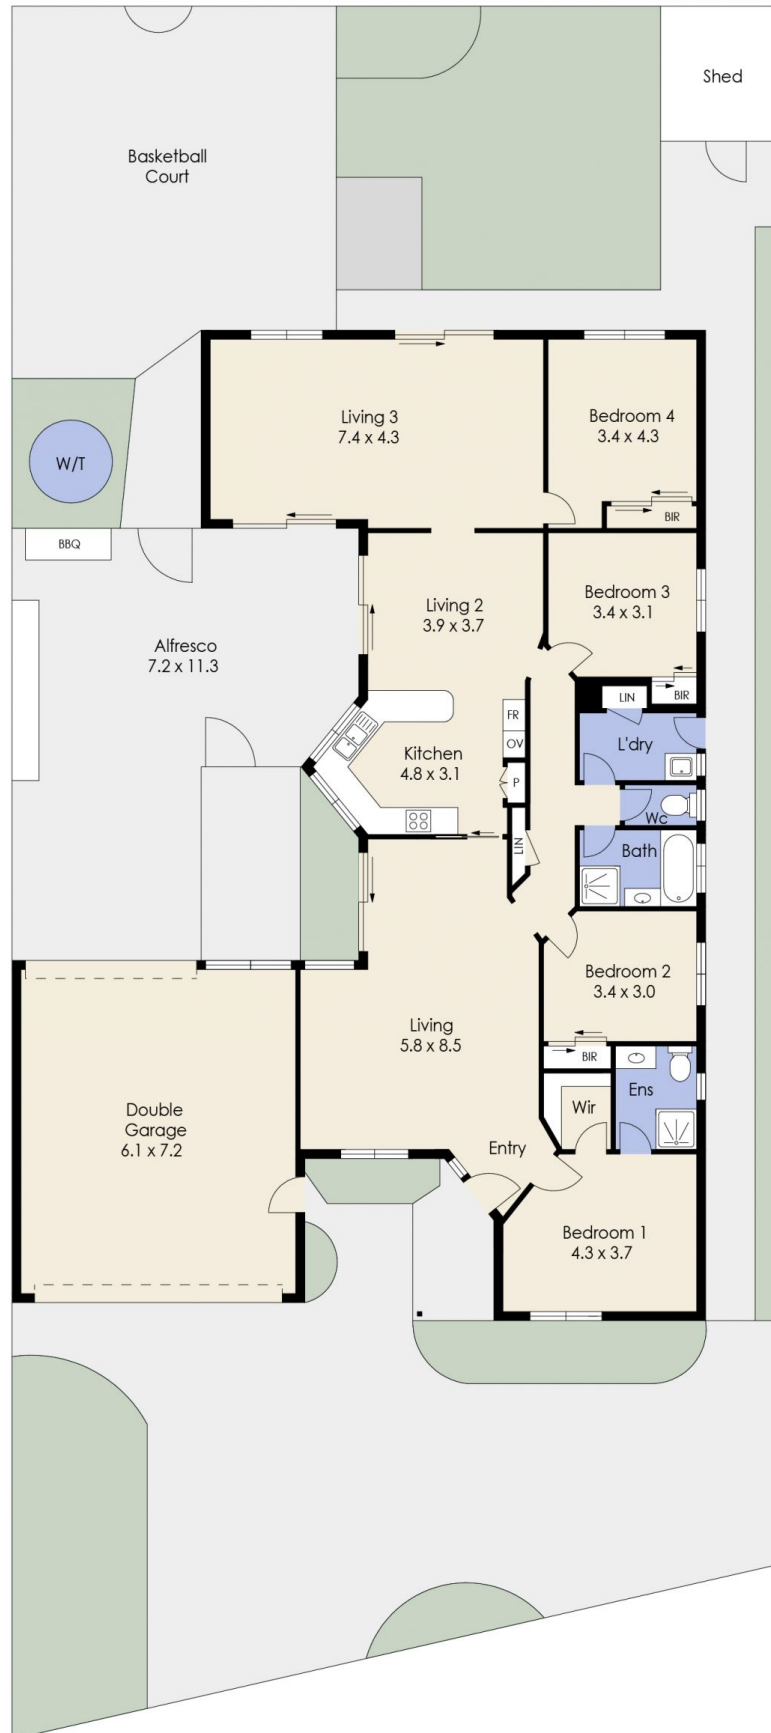 Shed
Basketball
Court
Living 3
7.4 x 4.3
Bedroom 4
3.4 x 4.3
W/T
BIR
BBQ
Living 2
3.9 x 3.7
Bedroom 3
3.4 x 3.1
Alfresco
7.2 x 11.3
LIN
BIR
FR
OV
L'dry
Kitchen
4.8 x 3.1
P
Wc
LIN
Bath
Bedroom 2
3.4 x 3.0
Living
5.8 x 8.5
BIR
Ens
Wir
Double
Garage
6.1 x 7.2
Entry
Bedroom 1
4.3 x 3.7